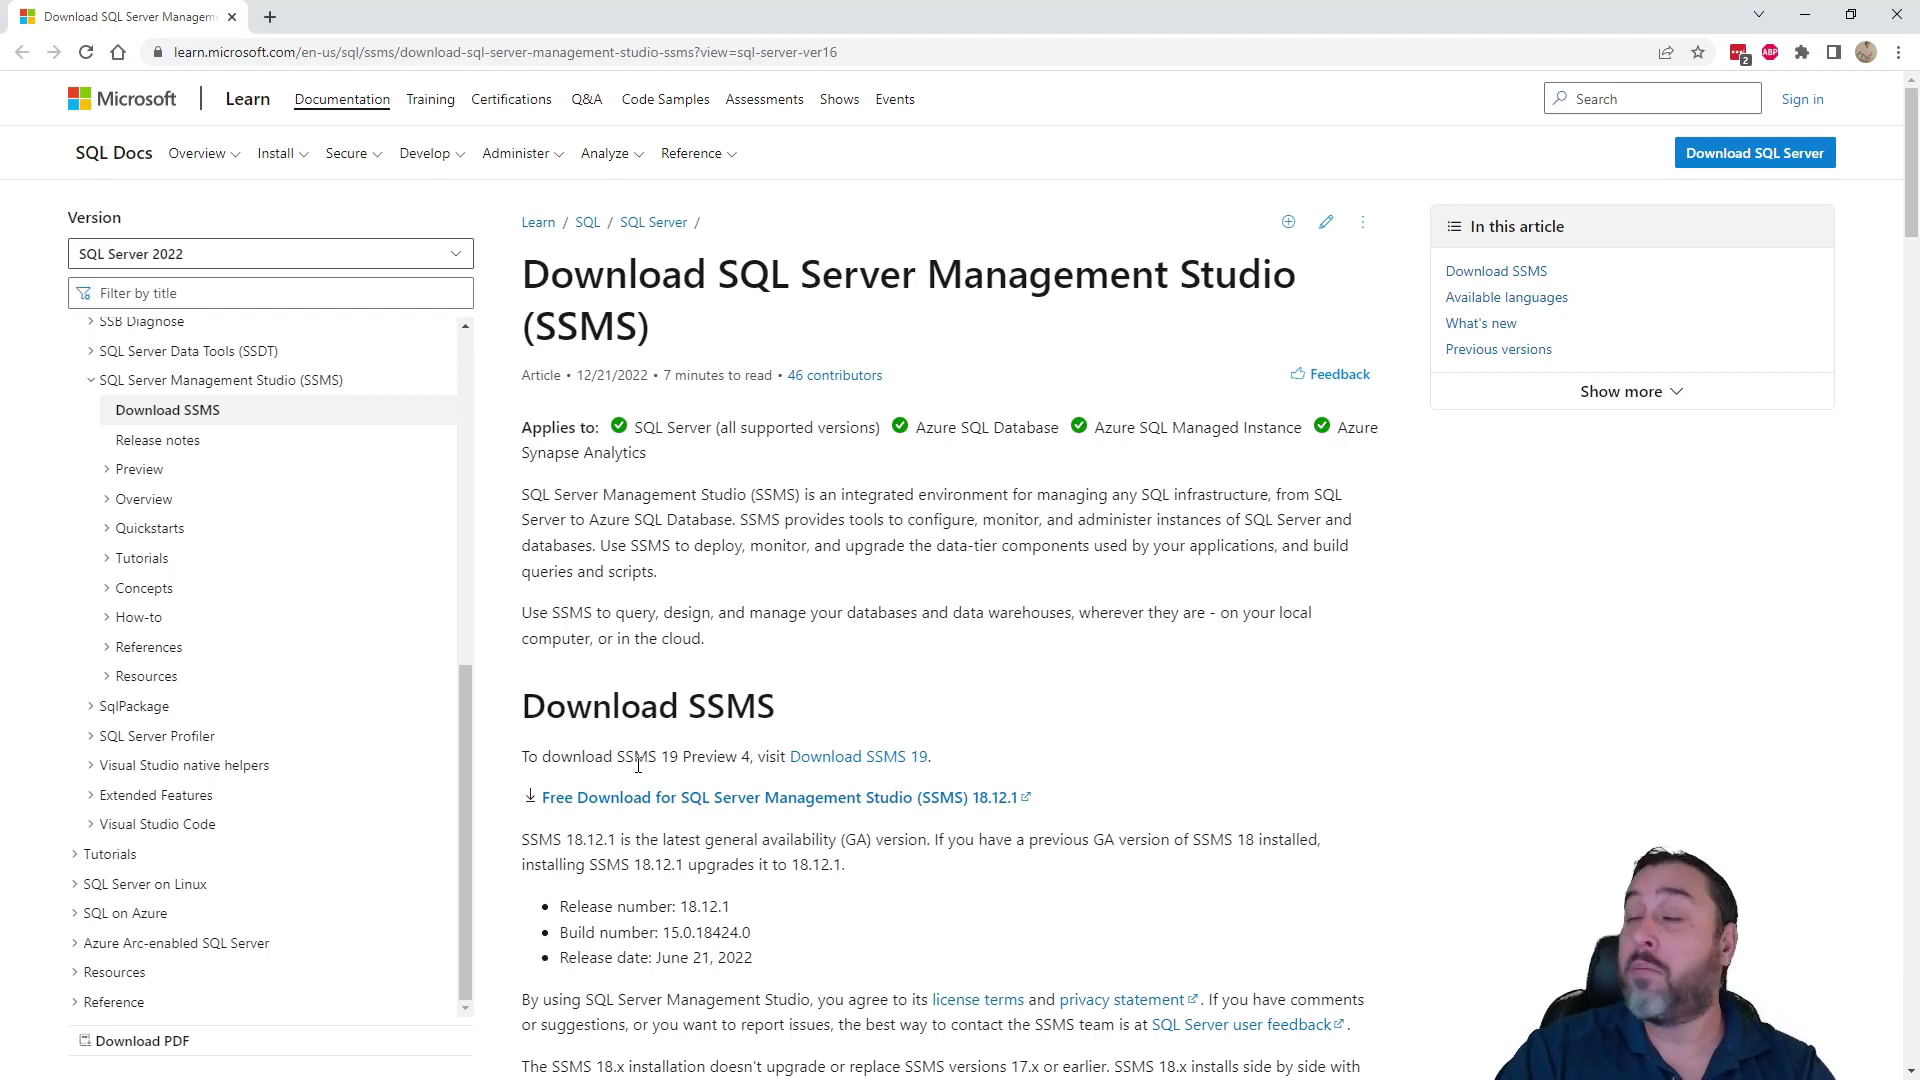 Download SQL Server Managem
learn.microsoft.com/en-us/sql/ssms/download-sql-server-management-studio-ssms?view=sql-server-ver16
2
ABP
Microsoft
Learn
Documentation
Training
Certifications
Q&A
Code Samples
Assessments
Shows
Events
Search
Sign in
SQL Docs
Overview
Install
Secure
Develop
Administer
Analyze
Reference
Download SQL Server
Version
SQL Server 2022
Filter by title
SSB Diagnose
SQL Server Data Tools (SSDT)
SQL Server Management Studio (SSMS)
Download SSMS
Release notes
Preview
Overview
Quickstarts
Tutorials
Concepts
How-to
References
Resources
SqlPackage
SQL Server Profiler
Visual Studio native helpers
Extended Features
Visual Studio Code
Tutorials
SQL Server on Linux
SQL on Azure
Azure Arc-enabled SQL Server
Resources
Reference
Download PDF
Learn / SQL / SQL Server /
Download SQL Server Management Studio
(SSMS)
Article • 12/21/2022 • 7 minutes to read • 46 contributors
Feedback
Applies to: SQL Server (all supported versions) Azure SQL Database Azure SQL Managed Instance Azure
Synapse Analytics
SQL Server Management Studio (SSMS) is an integrated environment for managing any SQL infrastructure, from SQL
Server to Azure SQL Database. SSMS provides tools to configure, monitor, and administer instances of SQL Server and
databases. Use SSMS to deploy, monitor, and upgrade the data-tier components used by your applications, and build
queries and scripts.
Use SSMS to query, design, and manage your databases and data warehouses, wherever they are - on your local
computer, or in the cloud.
Download SSMS
To download SSMS 19 Preview 4, visit Download SSMS 19.
Free Download for SQL Server Management Studio (SSMS) 18.12.1
SSMS 18.12.1 is the latest general availability (GA) version. If you have a previous GA version of SSMS 18 installed,
installing SSMS 18.12.1 upgrades it to 18.12.1.
• Release number: 18.12.1
• Build number: 15.0.18424.0
• Release date: June 21, 2022
By using SQL Server Management Studio, you agree to its license terms and privacy statement. If you have comments
or suggestions, or you want to report issues, the best way to contact the SSMS team is at SQL Server user feedback.
The SSMS 18.x installation doesn't upgrade or replace SSMS versions 17.x or earlier. SSMS 18.x installs side by side with
In this article
Download SSMS
Available languages
What's new
Previous versions
Show more